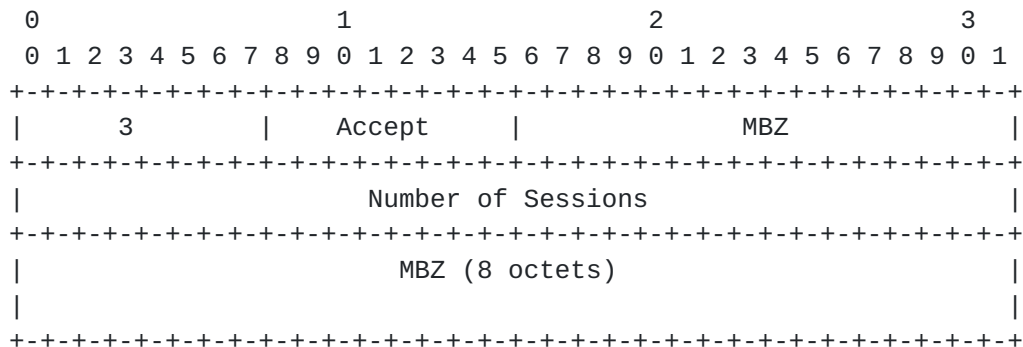 0                   1                   2                   3
 0 1 2 3 4 5 6 7 8 9 0 1 2 3 4 5 6 7 8 9 0 1 2 3 4 5 6 7 8 9 0 1
+-+-+-+-+-+-+-+-+-+-+-+-+-+-+-+-+-+-+-+-+-+-+-+-+-+-+-+-+-+-+-+-+
|      3        |    Accept     |              MBZ              |
+-+-+-+-+-+-+-+-+-+-+-+-+-+-+-+-+-+-+-+-+-+-+-+-+-+-+-+-+-+-+-+-+
|                      Number of Sessions                       |
+-+-+-+-+-+-+-+-+-+-+-+-+-+-+-+-+-+-+-+-+-+-+-+-+-+-+-+-+-+-+-+-+
|                        MBZ (8 octets)                         |
|                                                               |
+-+-+-+-+-+-+-+-+-+-+-+-+-+-+-+-+-+-+-+-+-+-+-+-+-+-+-+-+-+-+-+-+